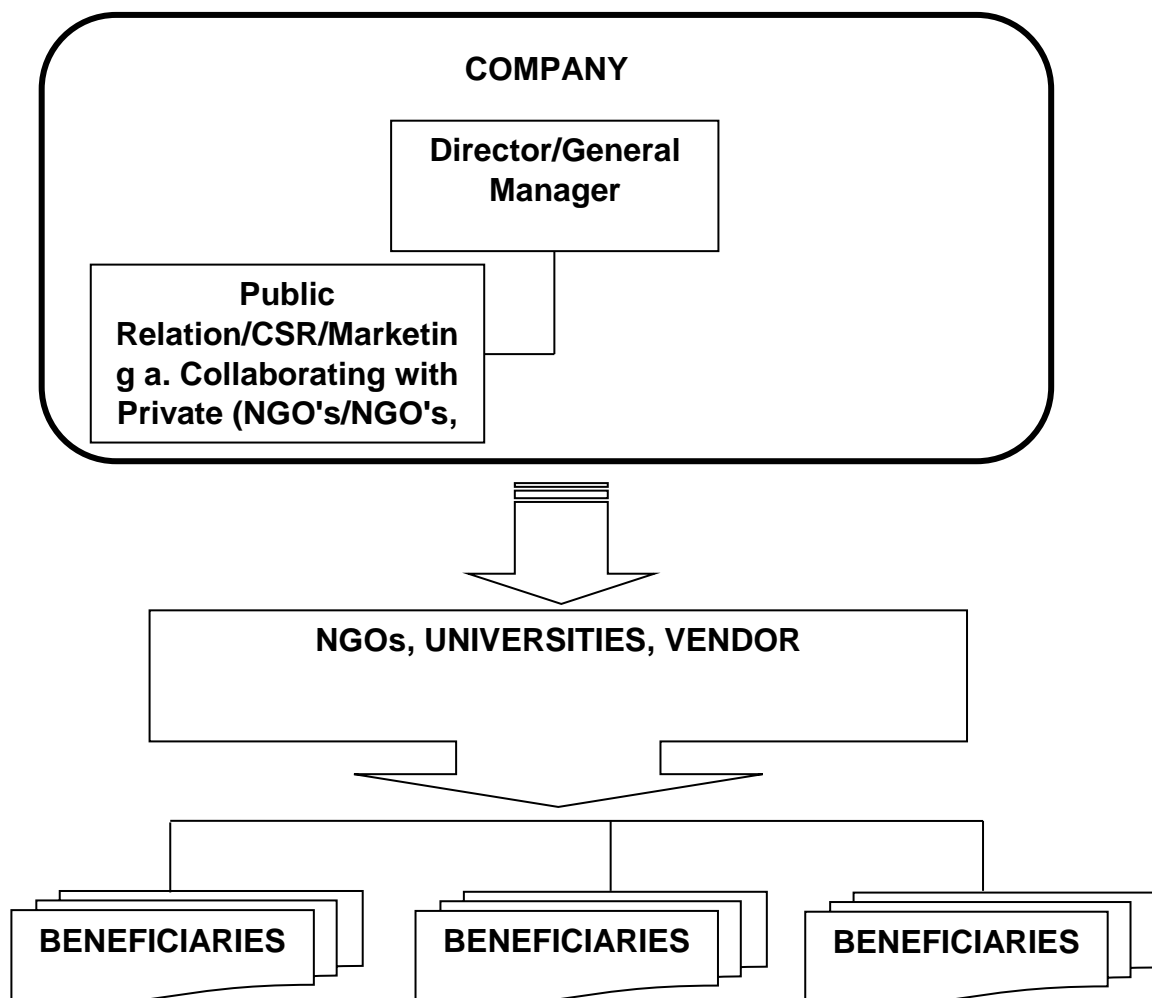 COMPANY
Director/General
Manager
Public
Relation/CSR/Marketin
g a. Collaborating with
Private (NGO's/NGO's,
NGOs, UNIVERSITIES, VENDOR
BENEFICIARIES
BENEFICIARIES
BENEFICIARIES